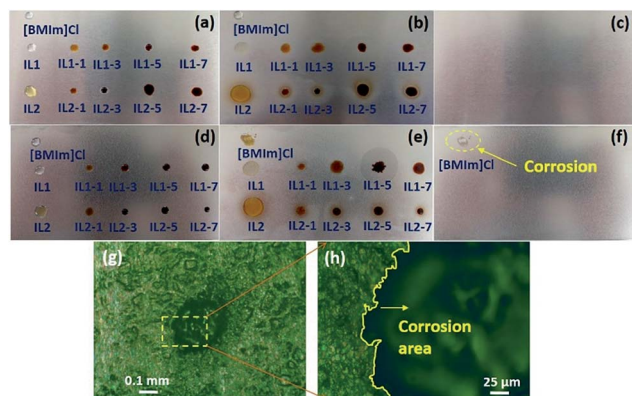 (a)
[BMIm]Cl
IL1 IL1-1 IL1-3 IL1-5 IL1-7
IL2 IL2-1 IL2-3 IL2-5 IL2-7
(b)
[BMIm]Cl
IL1 IL1-1 IL1-3 IL1-5 IL1-7
IL2 IL2-1 IL2-3 IL2-5 IL2-7
(c)
(d)
[BMIm]Cl
IL1 IL1-1 IL1-3 IL1-5 IL1-7
IL2 IL2-1 IL2-3 IL2-5 IL2-7
(e)
[BMIm]Cl
IL1 IL1-1 IL1-3 IL1-5 IL1-7
IL2 IL2-1 IL2-3 IL2-5 IL2-7
(f)
[BMIm]Cl
Corrosion
(g)
0.1 mm
(h)
Corrosion
area
25 μm